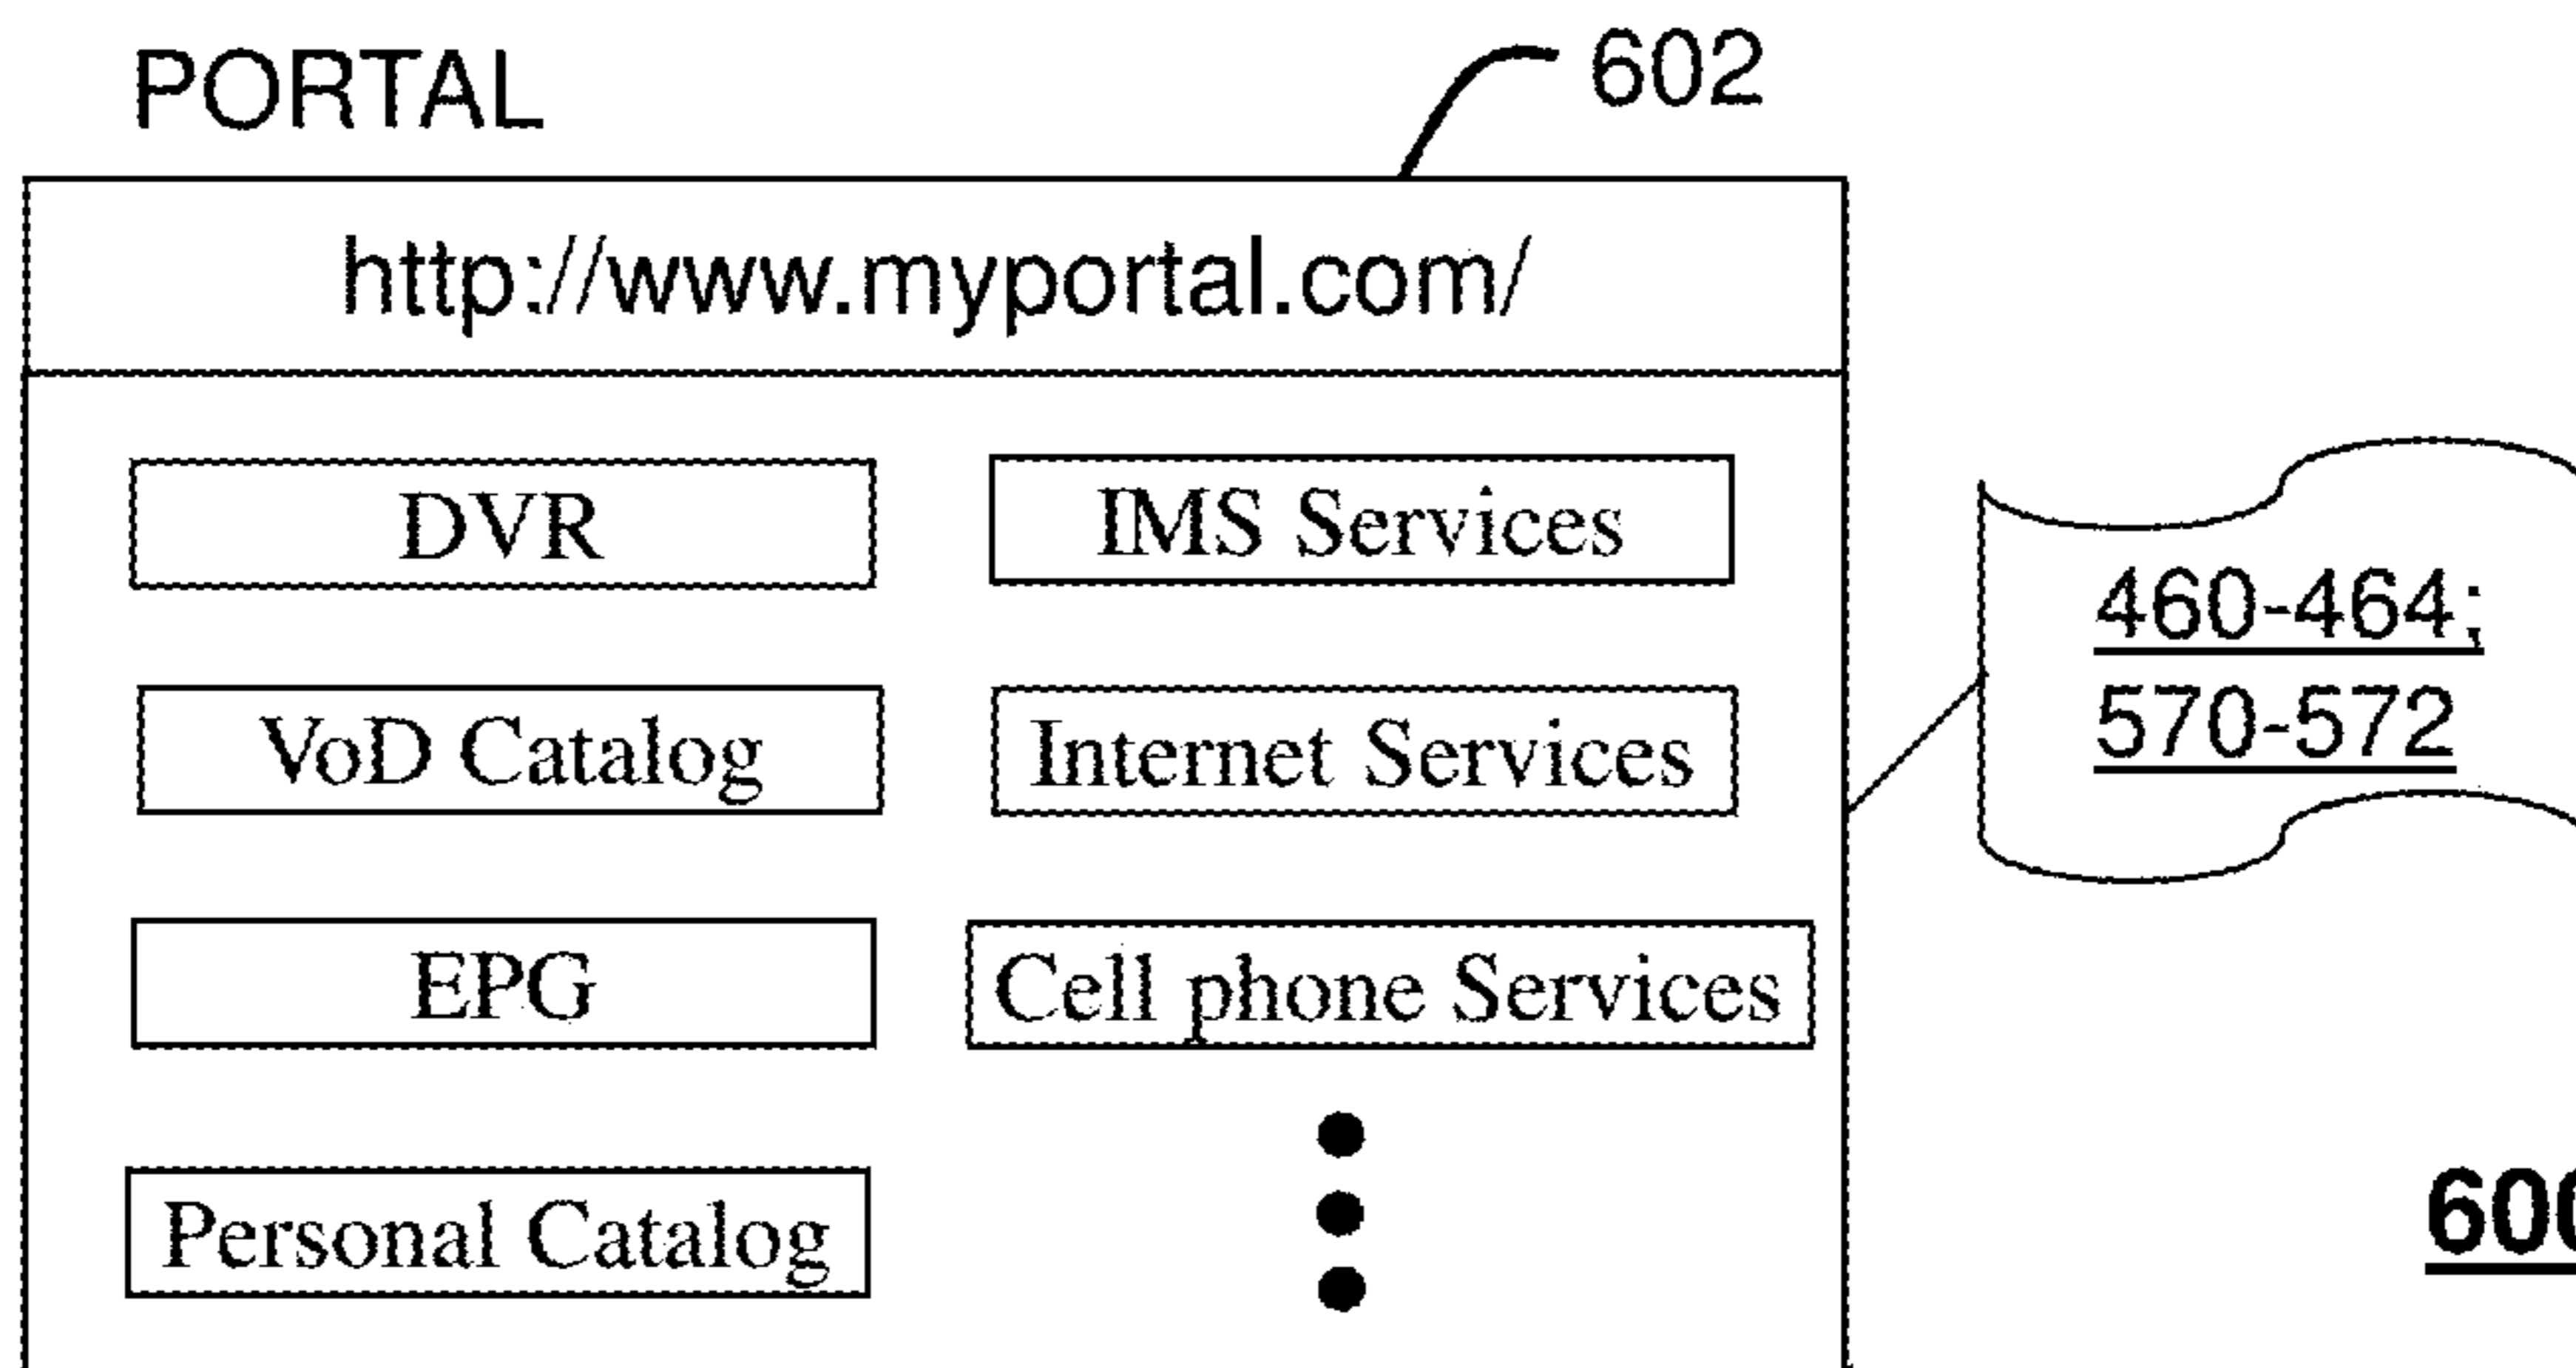 PORTAL
602
http://www.myportal.com/
DVR
IMS Services
460-464;
570-572
VoD Catalog
Internet Services
EPG
Cell phone Services
Personal Catalog